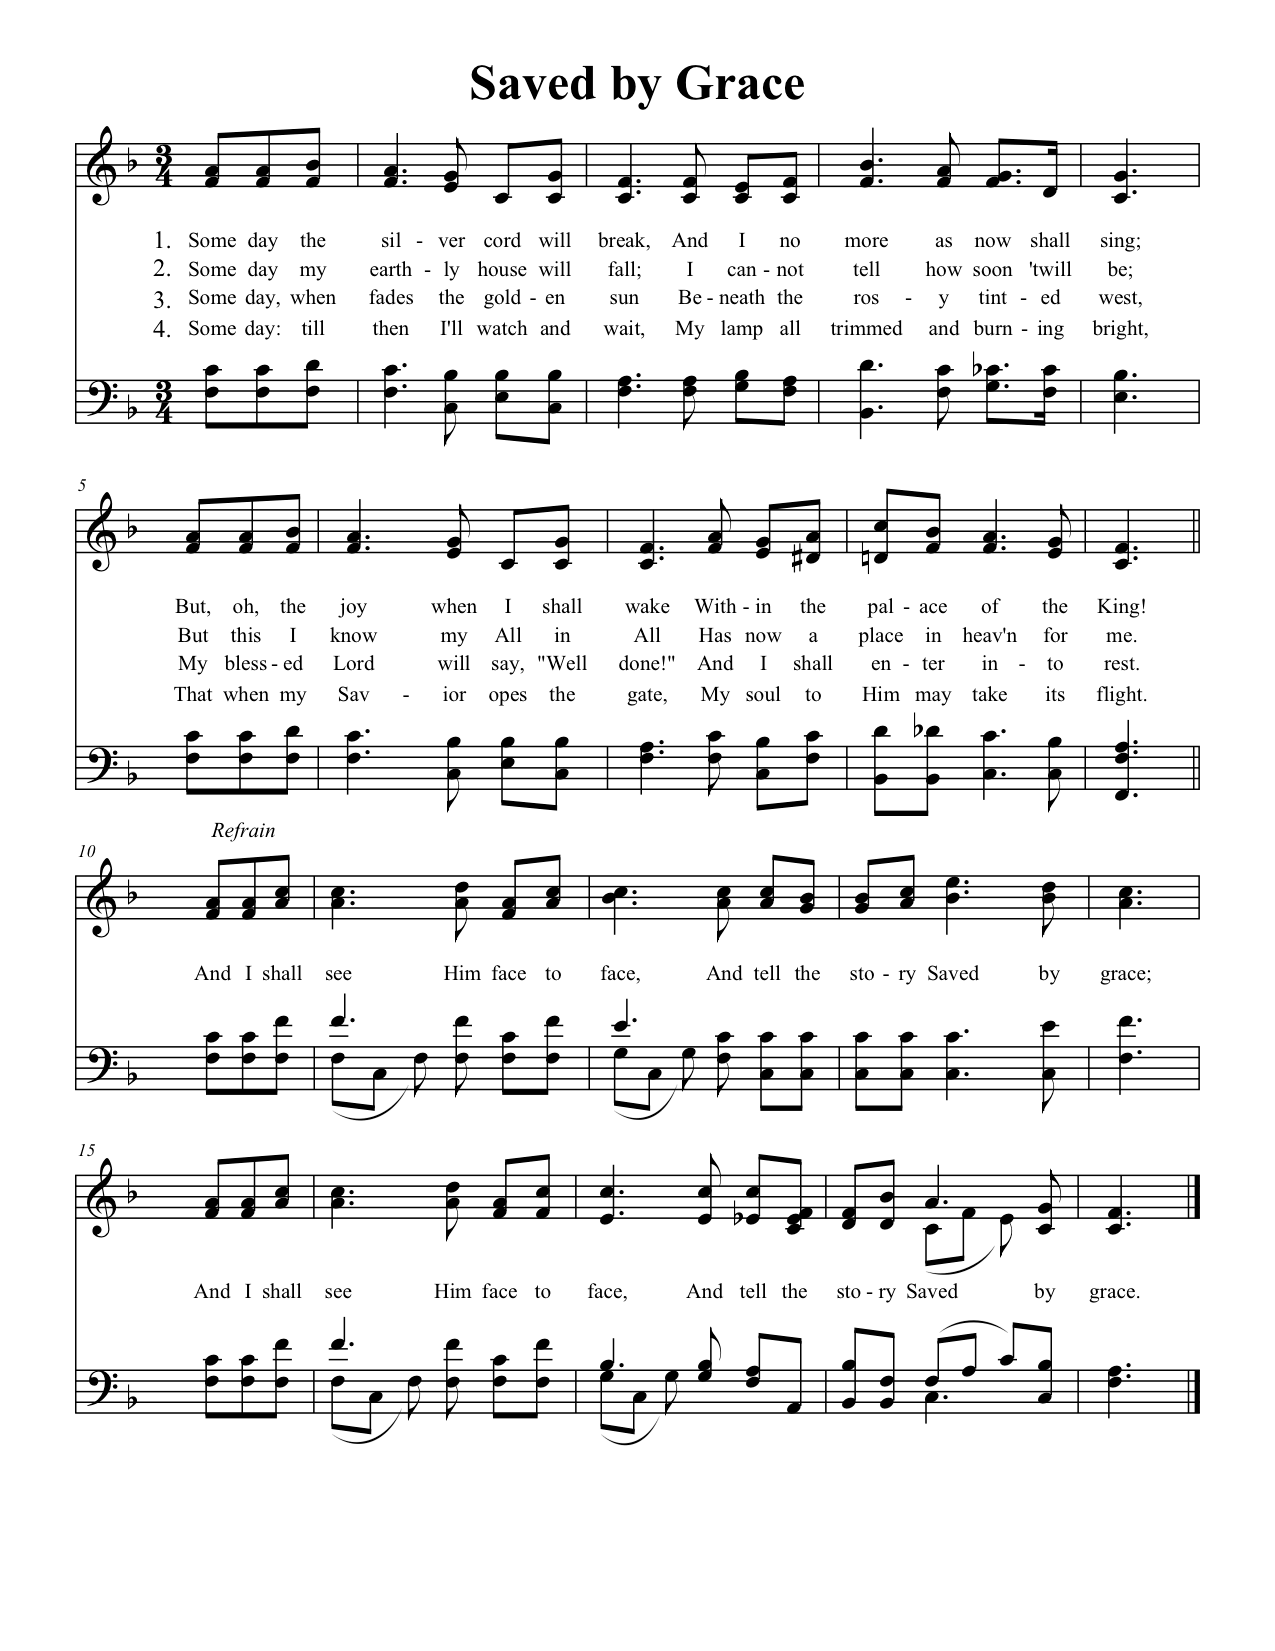 Saved by Grace
3
4
1. Some day the sil - ver cord will break, And I no more as now shall sing;
2. Some day my earth - ly house will fall; I can - not tell how soon 'twill be;
3. Some day, when fades the gold - en sun Be - neath the ros - y tint - ed west,
4. Some day: till then I'll watch and wait, My lamp all trimmed and burn - ing bright,
3
4
5
But, oh, the joy when I shall wake With - in the pal - ace of the King!
But this I know my All in All Has now a place in heav'n for me.
My bless - ed Lord will say, "Well done!" And I shall en - ter in - to rest.
That when my Sav - ior opes the gate, My soul to Him may take its flight.
Refrain
10
And I shall see Him face to face, And tell the sto - ry Saved by grace;
15
And I shall see Him face to face, And tell the sto - ry Saved by grace.